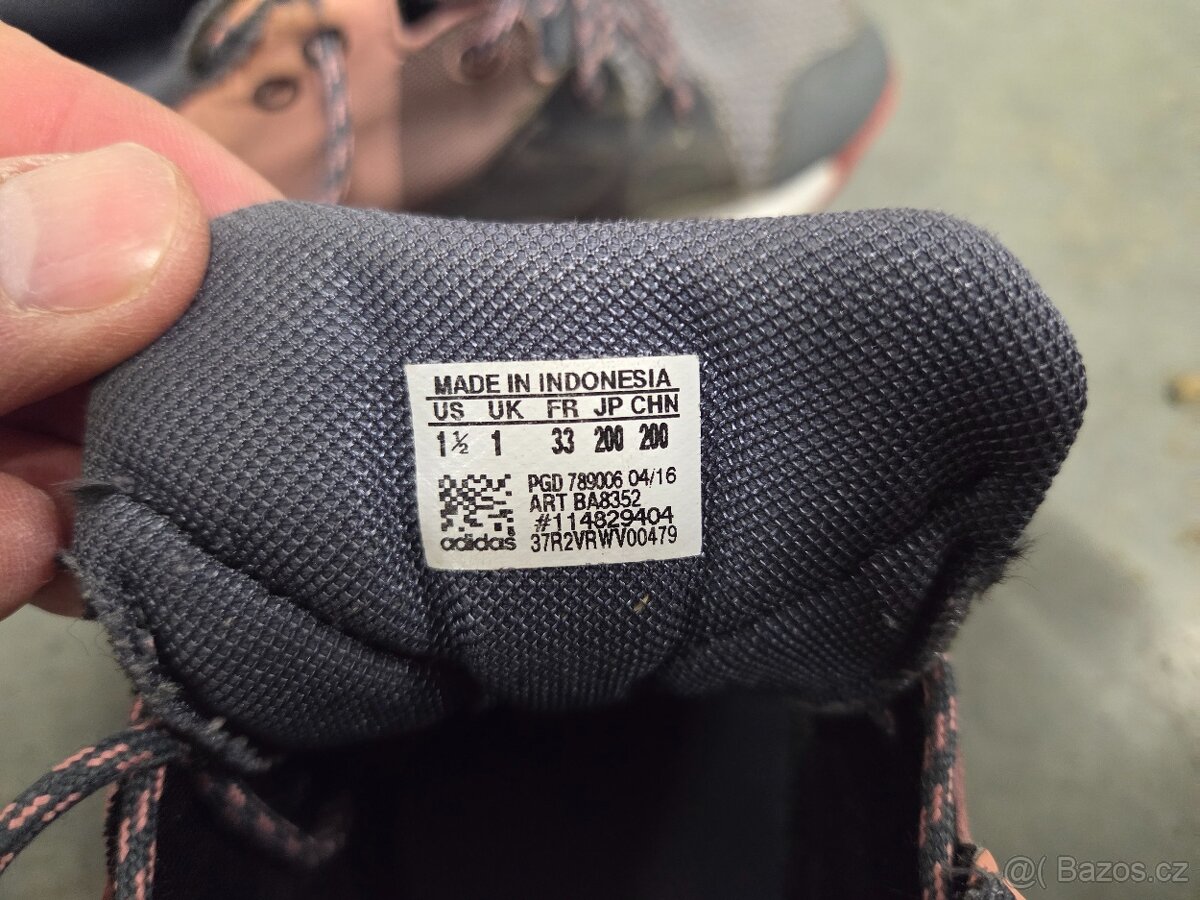 MADE IN INDONESIA
US UK FR JP CHN
1½ 1 33 200 200
PGD 789006 04/16
ART BA8352
#114829404
adidas 37R2VRWV00479
@( Bazos.cz